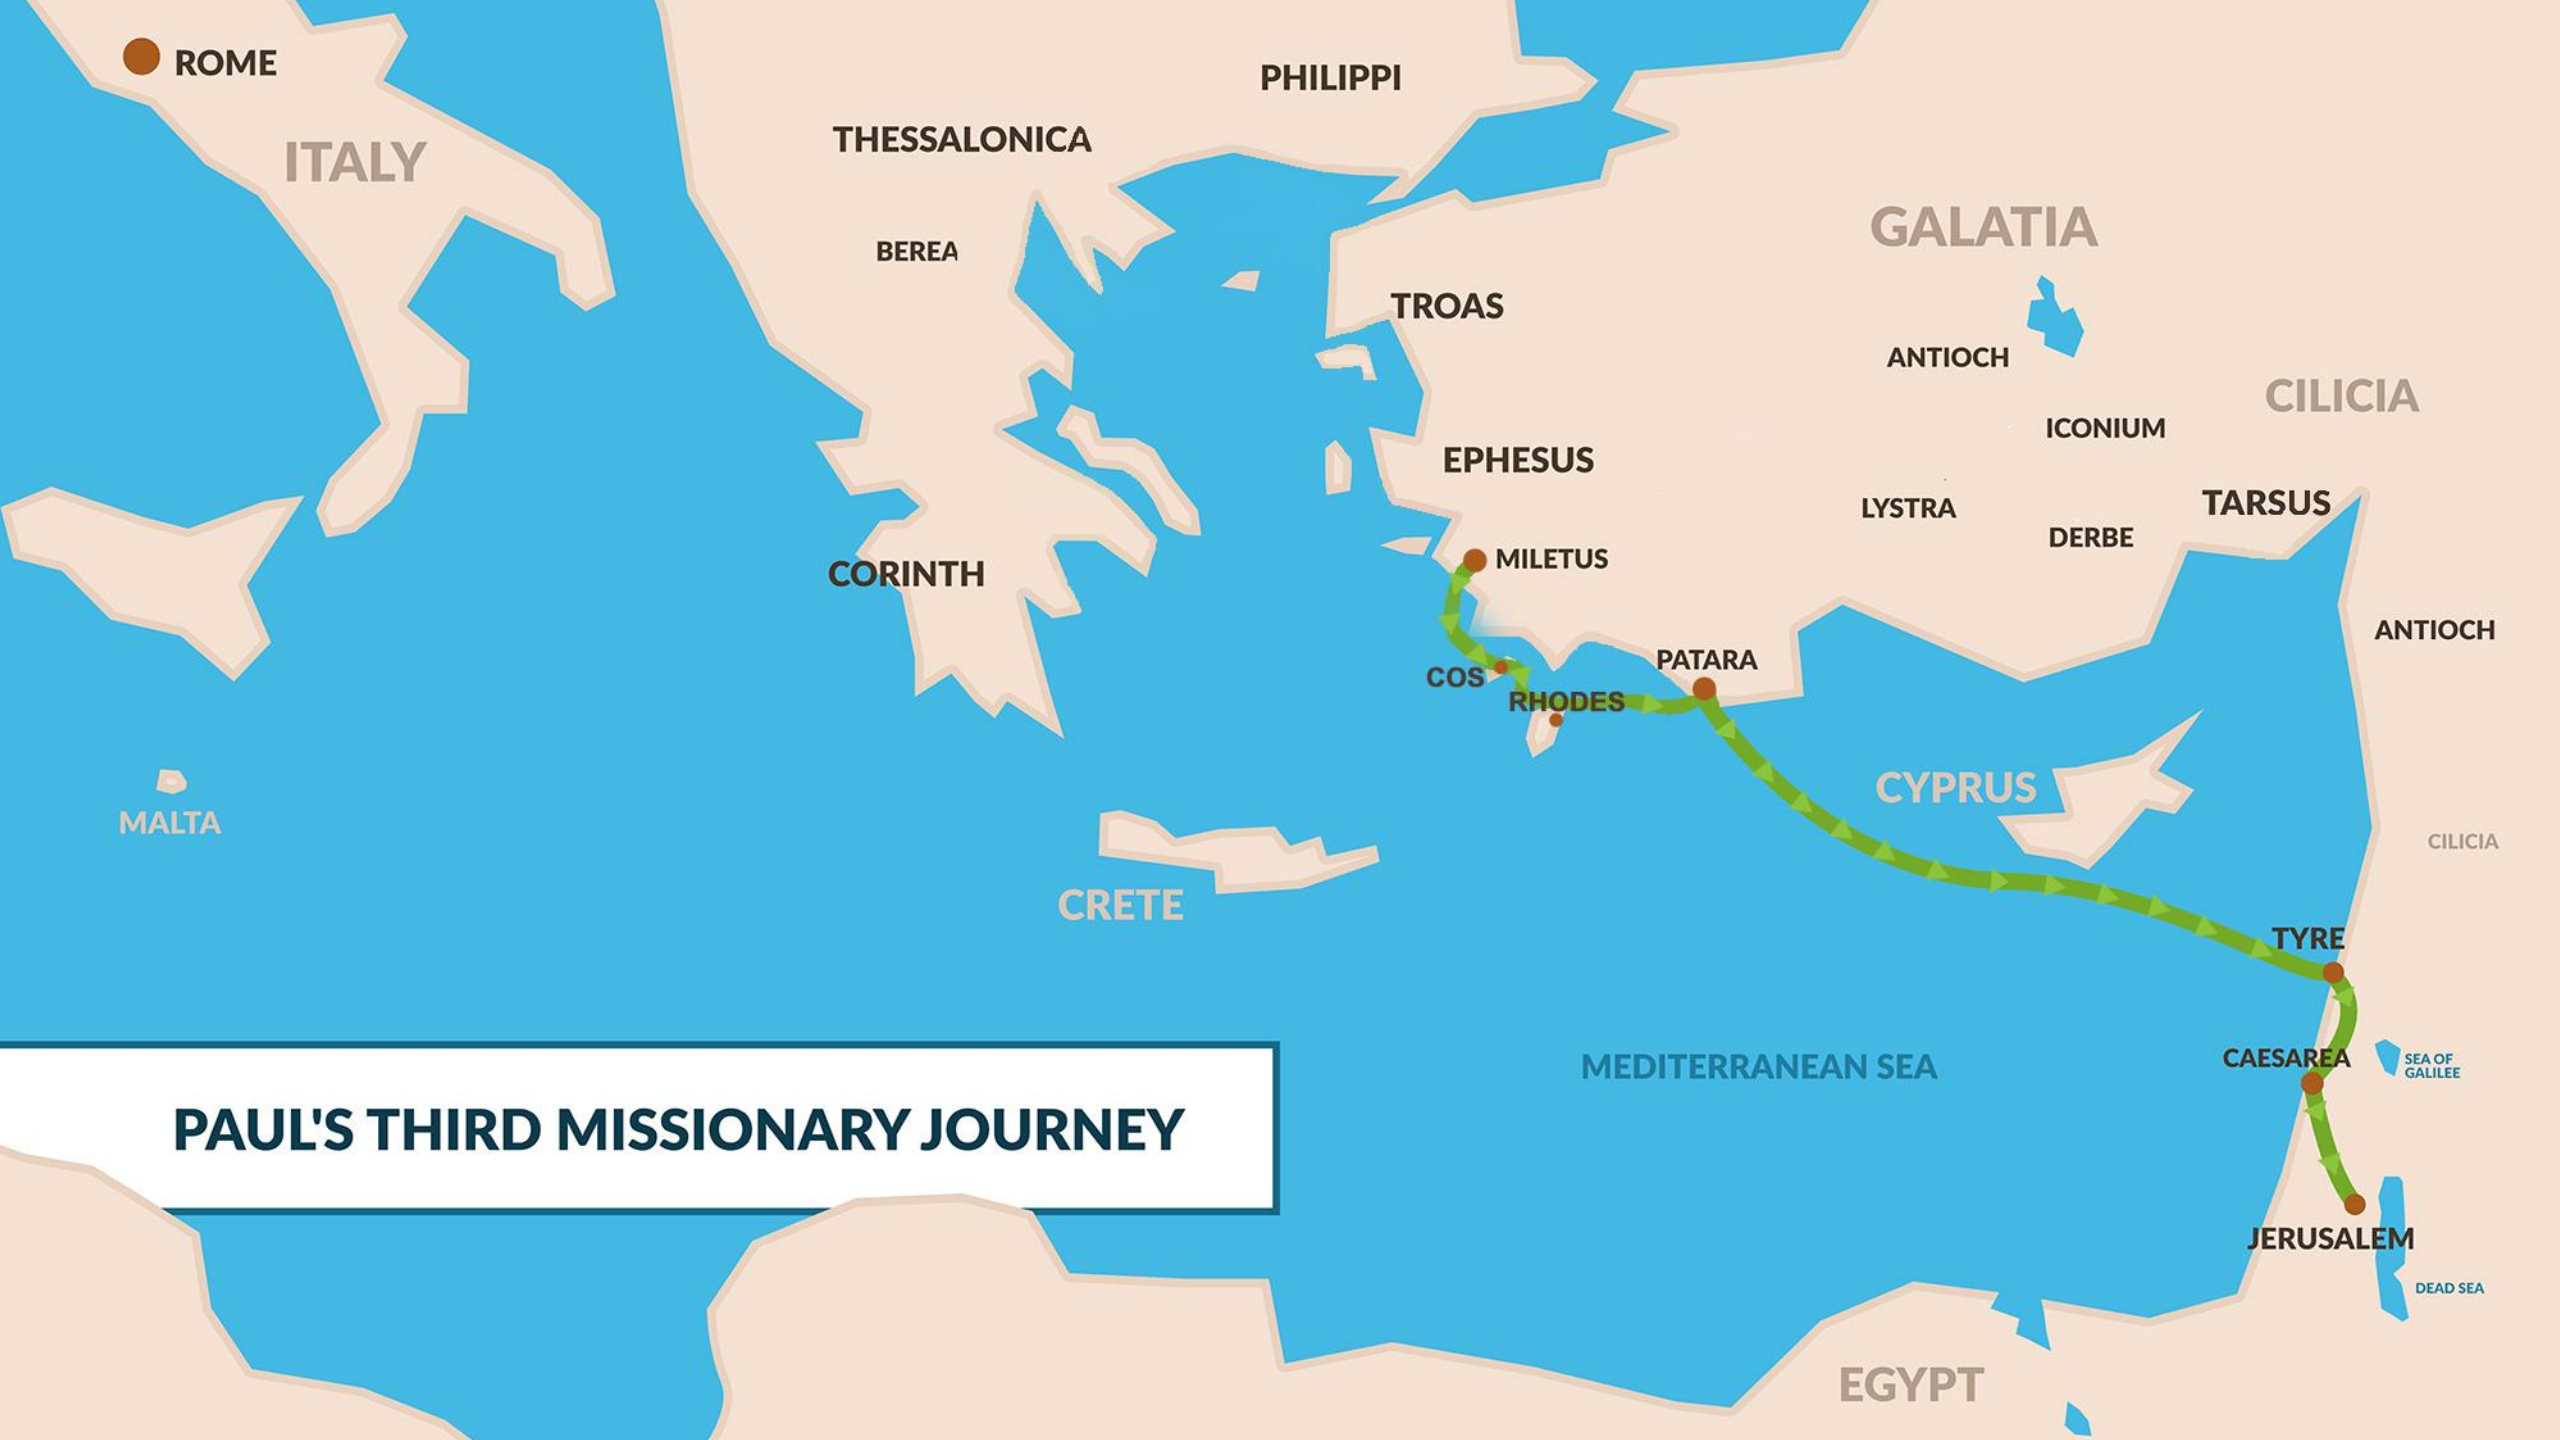 ROME
PHILIPPI
THESSALONICA
ITALY
GALATIA
BEREA
TROAS
ANTIOCH
CILICIA
ICONIUM
EPHESUS
TARSUS
LYSTRA
DERBE
MILETUS
CORINTH
ANTIOCH
PATARA
COS
RHODES
CYPRUS
MALTA
CILICIA
CRETE
TYRE
CAESAREA
SEA OF
GALILEE
MEDITERRANEAN SEA
PAUL'S THIRD MISSIONARY JOURNEY
JERUSALEM
DEAD SEA
EGYPT